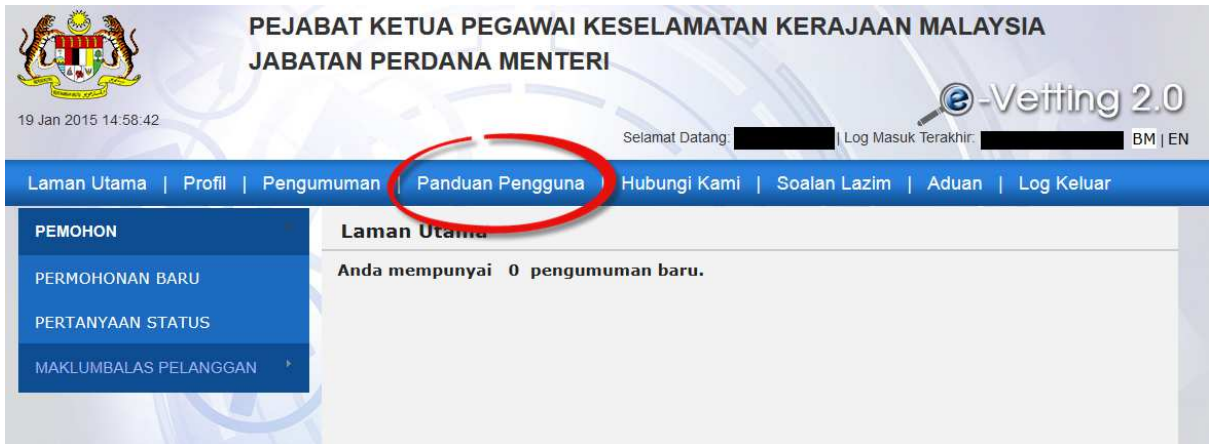 PEJABAT KETUA PEGAWAI KESELAMATAN KERAJAAN MALAYSIA
JABATAN PERDANA MENTERI
e-Vetting 2.0
19 Jan 2015 14:58:42
Selamat Datang: | Log Masuk Terakhir: BM | EN
Laman Utama | Profil | Pengumuman | Panduan Pengguna | Hubungi Kami | Soalan Lazim | Aduan | Log Keluar
PEMOHON
PERMOHONAN BARU
PERTANYAAN STATUS
MAKLUMBALAS PELANGGAN
Laman Utama
Anda mempunyai 0 pengumuman baru.